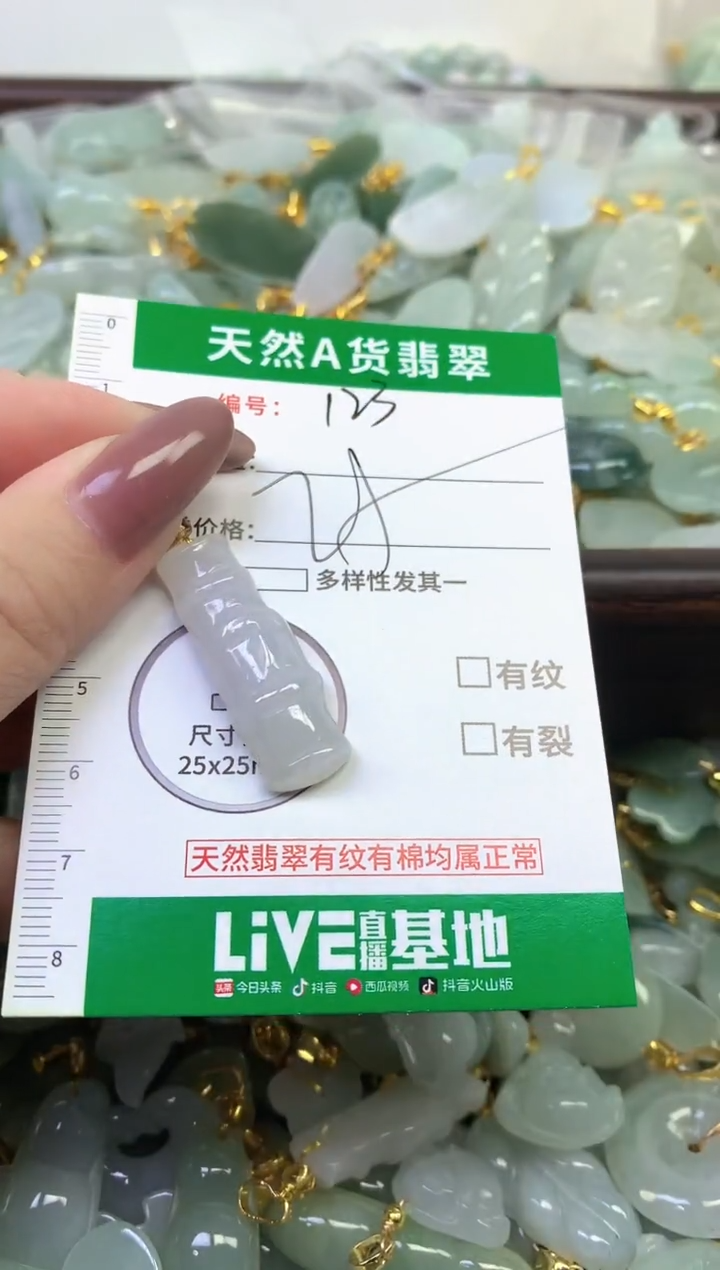 天然A货翡翠
0
1
编号: 123
价格:
多样性发其一
5
有纹
6
有裂
尺寸
25x25
7
天然翡翠有纹有棉均属正常
8
LiVE直播基地
头条 今日头条 抖音 西瓜视频 抖音火山版